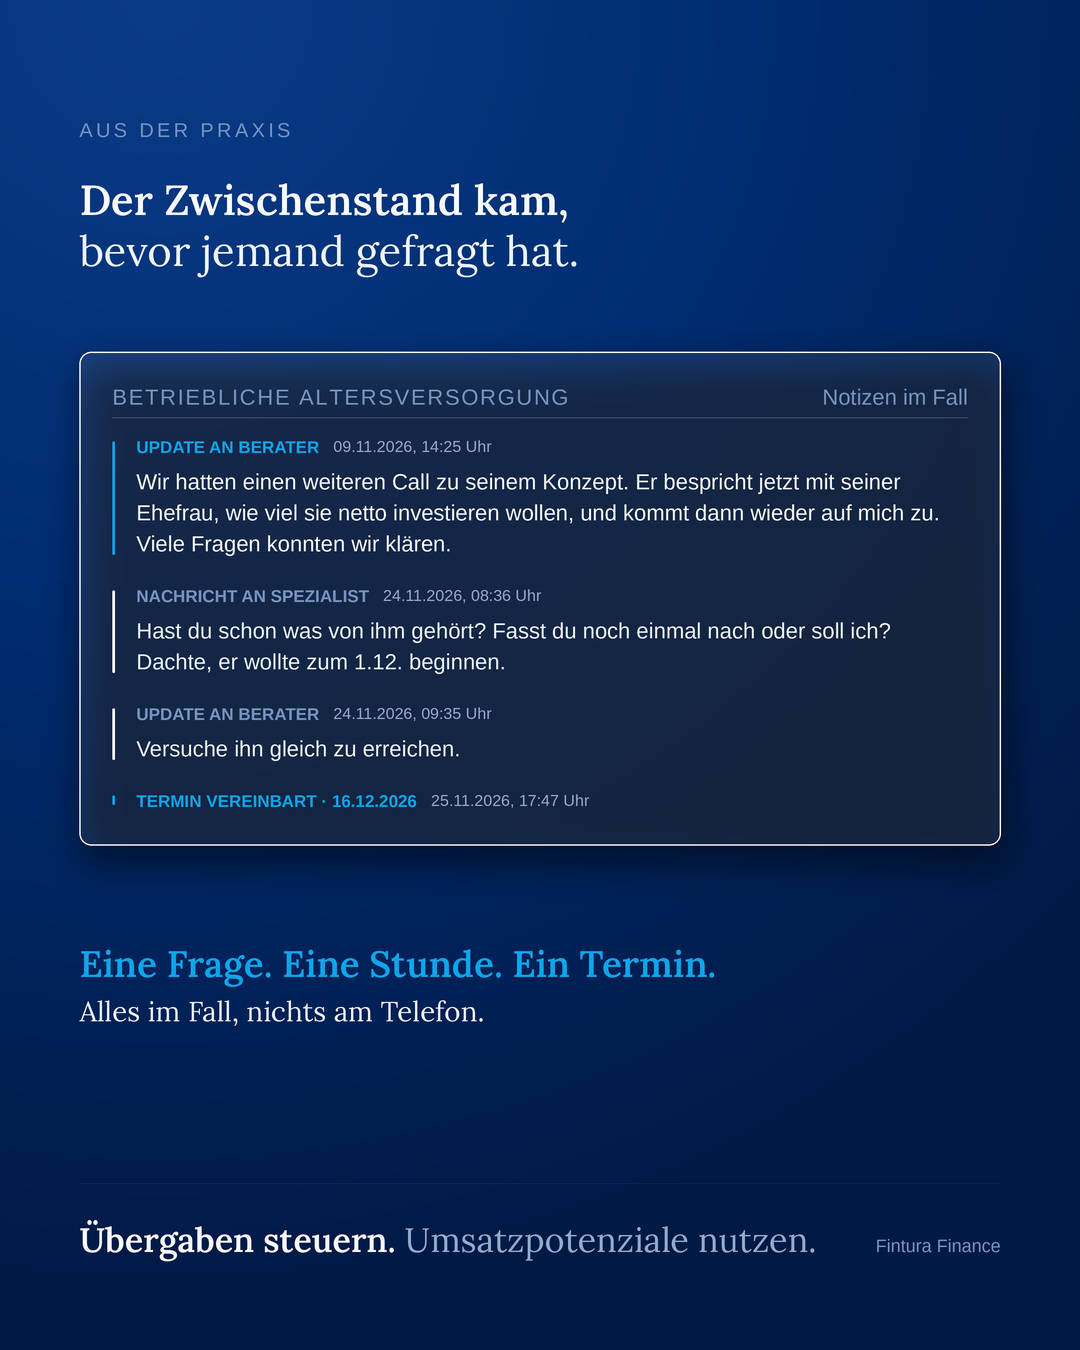 AUS DER PRAXIS
Der Zwischenstand kam,
bevor jemand gefragt hat.
BETRIEBLICHE ALTERSVERSORGUNG Notizen im Fall
UPDATE AN BERATER 09.11.2026, 14:25 Uhr
Wir hatten einen weiteren Call zu seinem Konzept. Er bespricht jetzt mit seiner
Ehefrau, wie viel sie netto investieren wollen, und kommt dann wieder auf mich zu.
Viele Fragen konnten wir klären.
NACHRICHT AN SPEZIALIST 24.11.2026, 08:36 Uhr
Hast du schon was von ihm gehört? Fasst du noch einmal nach oder soll ich?
Dachte, er wollte zum 1.12. beginnen.
UPDATE AN BERATER 24.11.2026, 09:35 Uhr
Versuche ihn gleich zu erreichen.
TERMIN VEREINBART · 16.12.2026 25.11.2026, 17:47 Uhr
Eine Frage. Eine Stunde. Ein Termin.
Alles im Fall, nichts am Telefon.
Übergaben steuern. Umsatzpotenziale nutzen. Fintura Finance